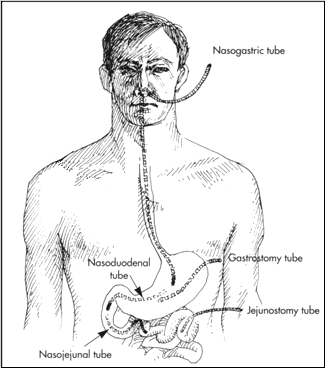 Nasogastric tube
Nasoduodenal
tube
Gastrostomy tube
Jejunostomy tube
Nasojejunal tube